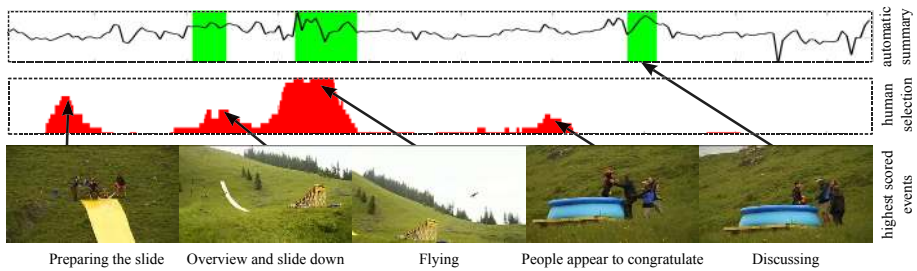 automatic
summary
human
selection
highest scored
events
Preparing the slide
Overview and slide down
Flying
People appear to congratulate
Discussing